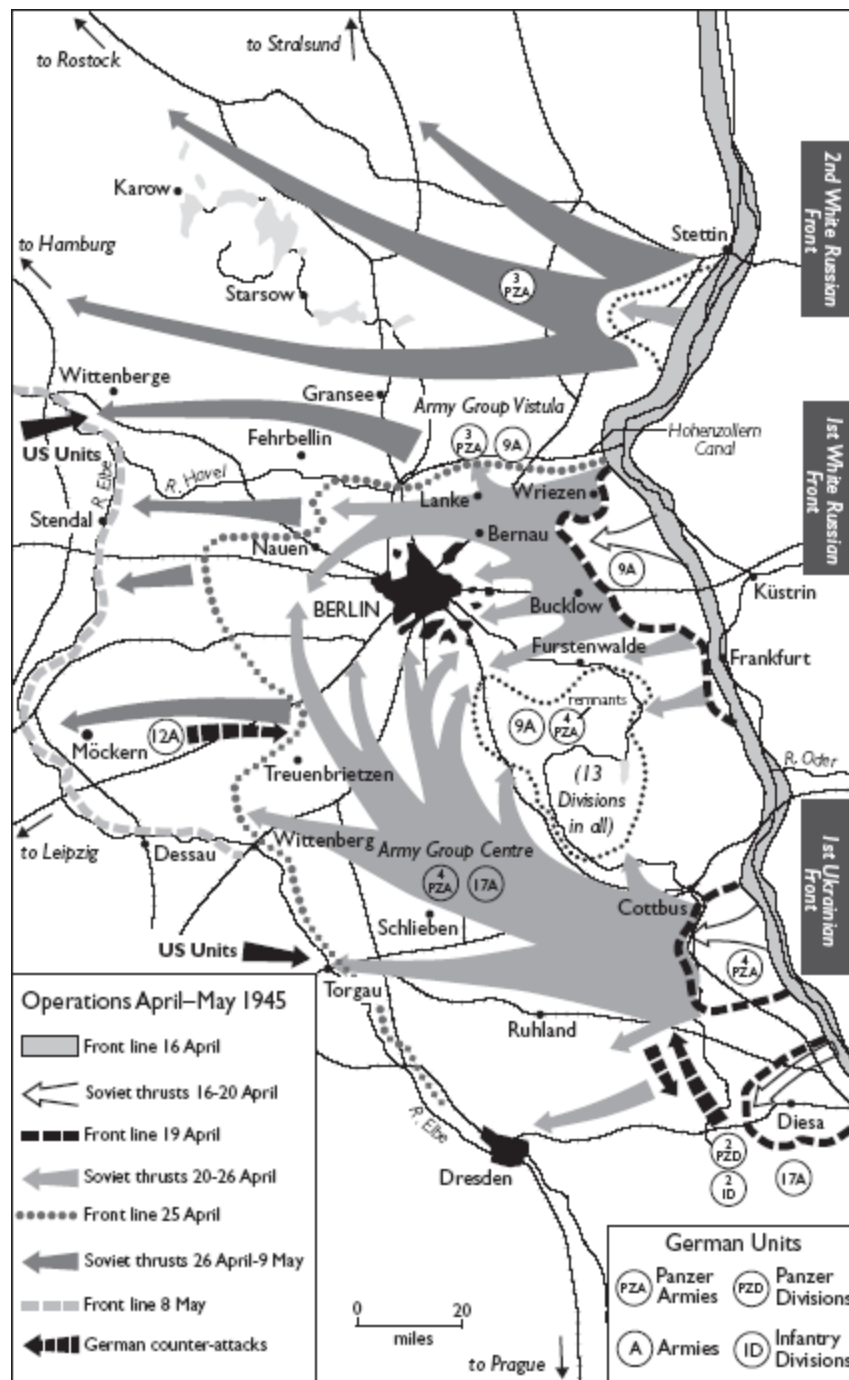 to Rostock
to Stralsund
Karow
to Hamburg
Starsow
Stettin
3
PZA
2nd White Russian
Front
Wittenberge
Gransee
Army Group Vistula
3
PZA
9A
Hohenzollern
Canal
US Units
Fehrbellin
R. Elbe
R. Havel
Lanke
Wriezen
Stendal
Nauen
Bernau
9A
1st White Russian
Front
Küstrin
BERLIN
Bucklow
Furstenwalde
Frankfurt
remnants
9A
4
PZA
12A
Möckern
Treuenbrietzen
(13
Divisions
in all)
R. Oder
to Leipzig
Dessau
Wittenberg
Army Group Centre
4
PZA
17A
Schlieben
Cottbus
1st Ukrainian
Front
US Units
4
PZA
Torgau
Ruhland
R. Elbe
Diesa
Dresden
2
PZD
2
ID
17A
Operations April–May 1945
Front line 16 April
Soviet thrusts 16-20 April
Front line 19 April
Soviet thrusts 20-26 April
Front line 25 April
Soviet thrusts 26 April-9 May
Front line 8 May
German counter-attacks
0
20
miles
to Prague
German Units
PZA
Panzer
Armies
PZD
Panzer
Divisions
A
Armies
ID
Infantry
Divisions